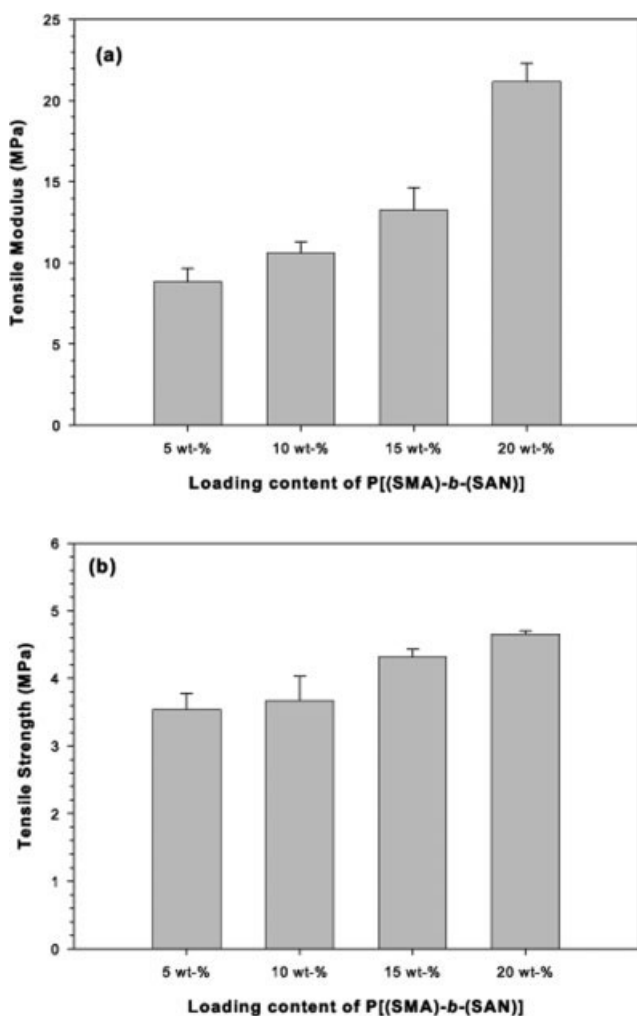 (a)
Tensile Modulus (MPa)
25
20
15
10
5
0
5 wt-% 10 wt-% 15 wt-% 20 wt-%
Loading content of P[(SMA)-b-(SAN)]
(b)
Tensile Strength (MPa)
6
5
4
3
2
1
0
5 wt-% 10 wt-% 15 wt-% 20 wt-%
Loading content of P[(SMA)-b-(SAN)]